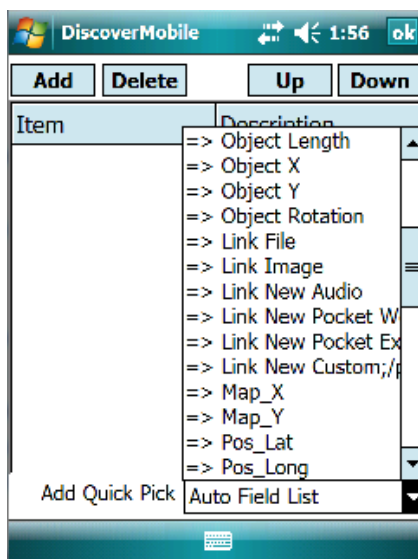 DiscoverMobile 1:56 ok
Add Delete Up Down
Item Description
=> Object Length
=> Object X
=> Object Y
=> Object Rotation
=> Link File
=> Link Image
=> Link New Audio
=> Link New Pocket W
=> Link New Pocket Ex
=> Link New Custom;/p
=> Map_X
=> Map_Y
=> Pos_Lat
=> Pos_Long
Add Quick Pick Auto Field List